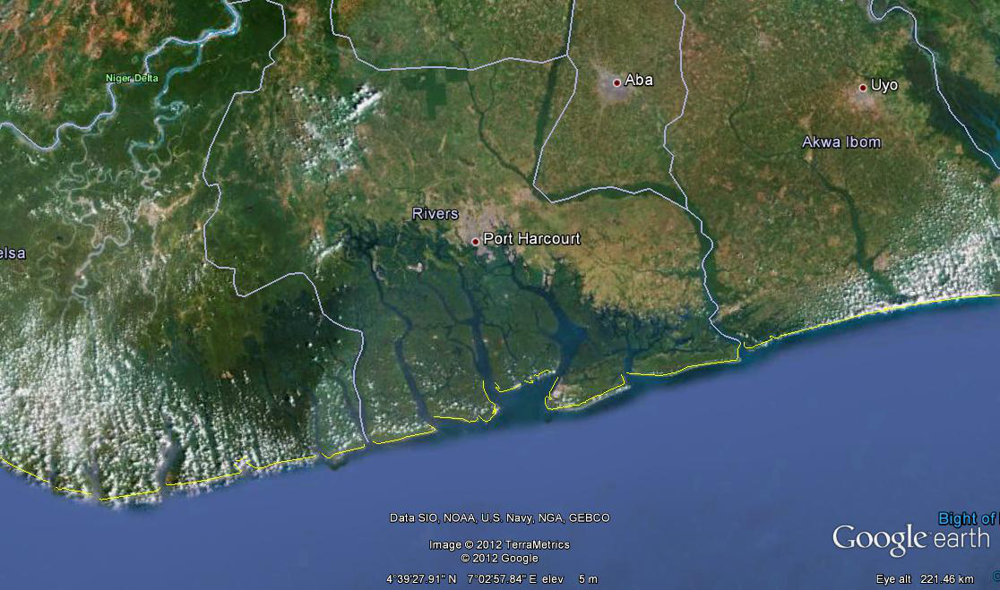 Niger Delta
Aba
Uyo
Akwa Ibom
Rivers
Port Harcourt
elsa
Data SIO, NOAA, U.S. Navy, NGA, GEBCO
Bight of
Image © 2012 TerraMetrics
© 2012 Google
Google earth
4°39'27.91" N 7°02'57.84" E elev 5 m
Eye alt 221.46 km